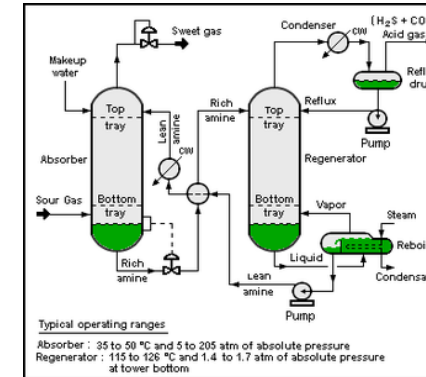 Sweet gas
Condenser
CW
(H₂S + CO
Acid gas
Makeup
water
Reflu
drum
Rich
amine
Top
tray
Lean
amine
Top
tray
Reflux
Pump
Absorber
CW
Regenerator
Sour Gas
Bottom
tray
Bottom
tray
Vapor
Steam
Reboi
Rich
amine
Liquid
Condensa
Lean
amine
Pump
Typical operating ranges
Absorber : 35 to 50 °C and 5 to 205 atm of absolute pressure
Regenerator : 115 to 126 °C and 1.4 to 1.7 atm of absolute pressure
at tower bottom